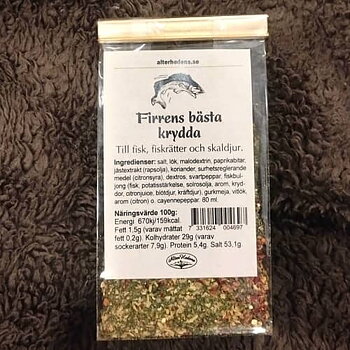 alterhedens.se
Firrens bästa
krydda
Till fisk, fiskrätter och skaldjur.
Ingredienser: salt, lök, malodextrin, paprikabitar,
jästextrakt (rapsolja), koriander, surhetsreglerande
medel (citronsyra), dextros, svartpeppar, fiskbul-
jong (fisk, potatisstärkelse, solrosolja, arom, kryd-
dor, citronjuice, blötdjur, kräftdjur), gurkmeja, vitlök,
arom (citron) o. cayennepeppar. 80 ml.
Näringsvärde 100g:
Energi 670kj/159kcal.
Fett 1,5g (varav mättat
fett 0,2g). Kolhydrater 29g (varav
sockerarter 7,9g). Protein 5,4g. Salt 53,1g
7 331624 004697